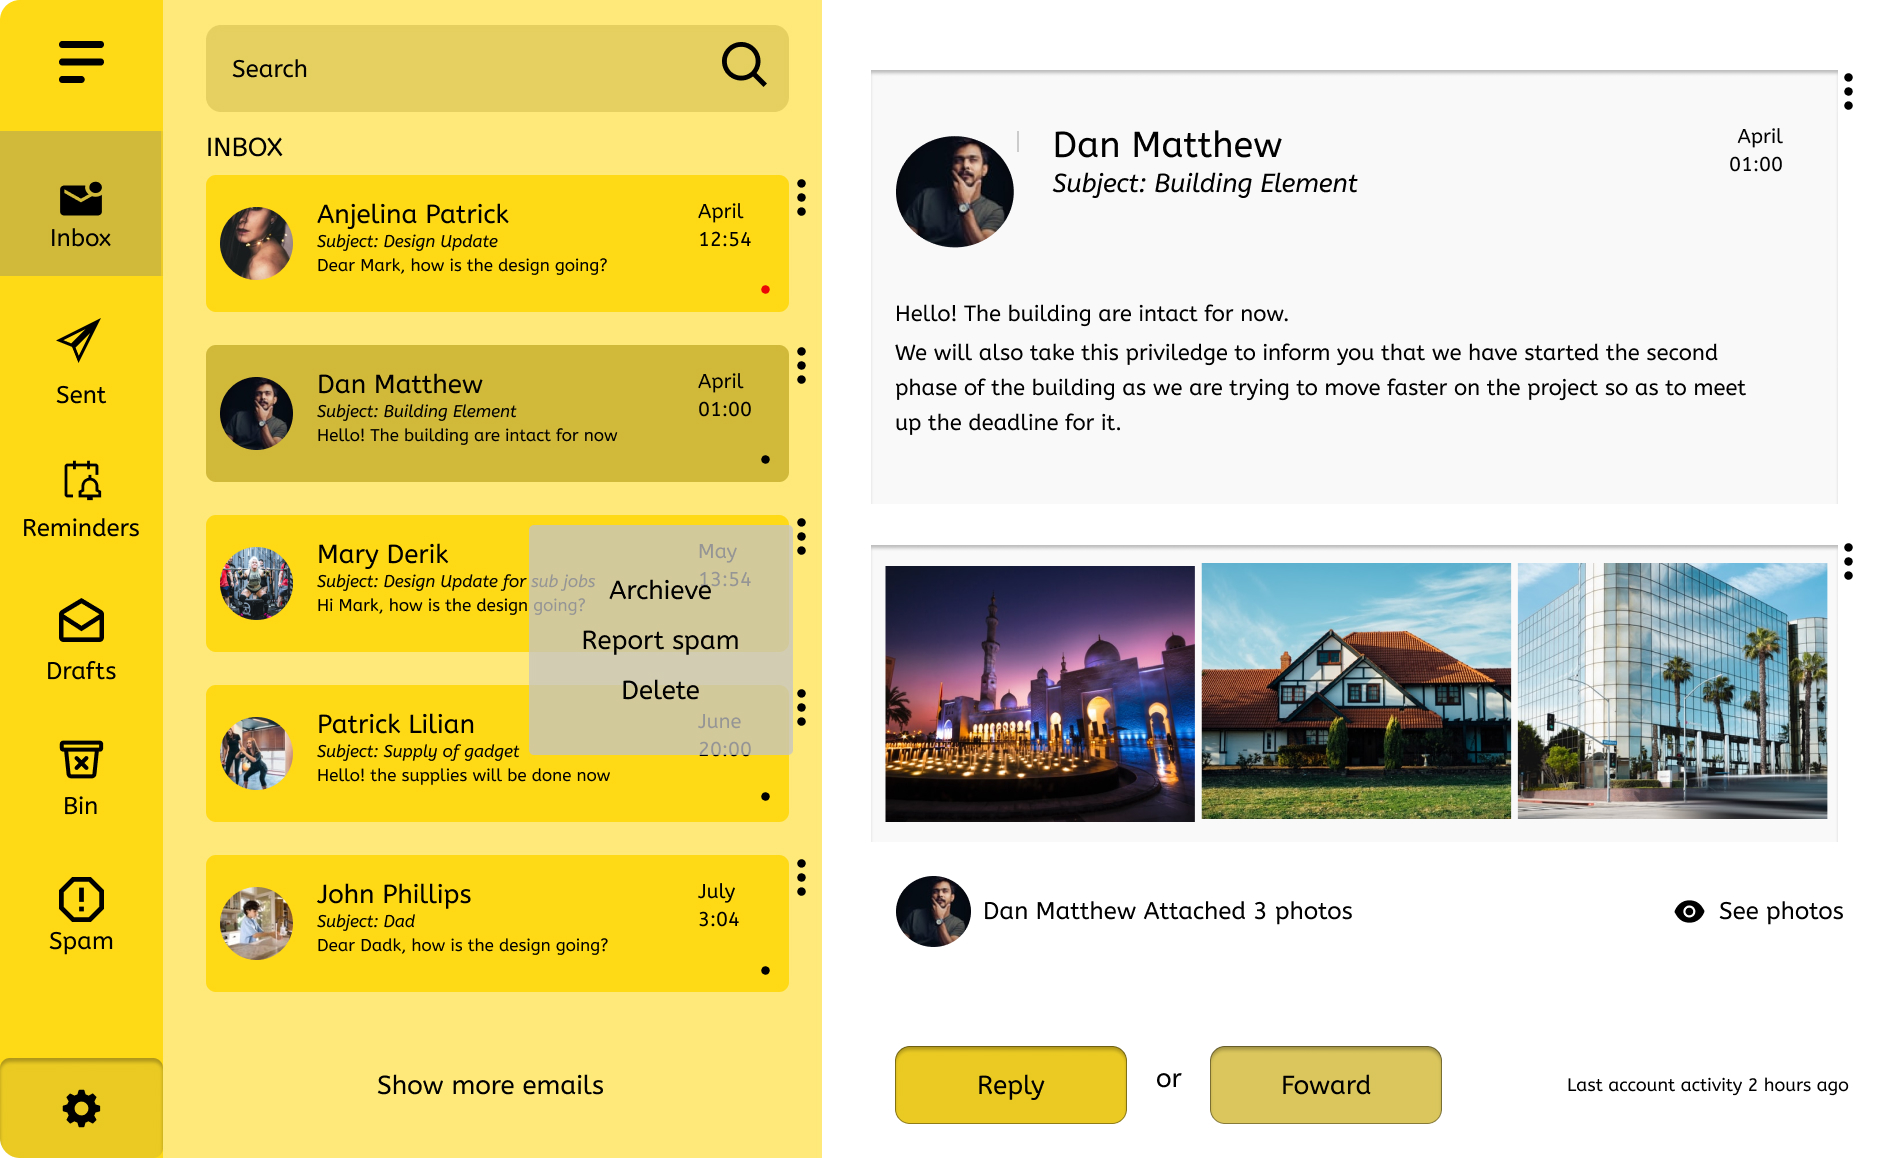 Inbox
Sent
Reminders
Drafts
Bin
Spam
Search
INBOX
Anjelina Patrick
Subject: Design Update
Dear Mark, how is the design going?
April
12:54
Dan Matthew
Subject: Building Element
Hello! The building are intact for now
April
01:00
Mary Derik
Subject: Design Update for sub jobs
Hi Mark, how is the design going?
May
13:54
Archieve
Report spam
Delete
Patrick Lilian
Subject: Supply of gadget
Hello! the supplies will be done now
June
20:00
John Phillips
Subject: Dad
Dear Dadk, how is the design going?
July
3:04
Show more emails
Dan Matthew
Subject: Building Element
April
01:00
Hello! The building are intact for now.
We will also take this priviledge to inform you that we have started the second
phase of the building as we are trying to move faster on the project so as to meet
up the deadline for it.
Dan Matthew Attached 3 photos
See photos
Reply
or
Foward
Last account activity 2 hours ago